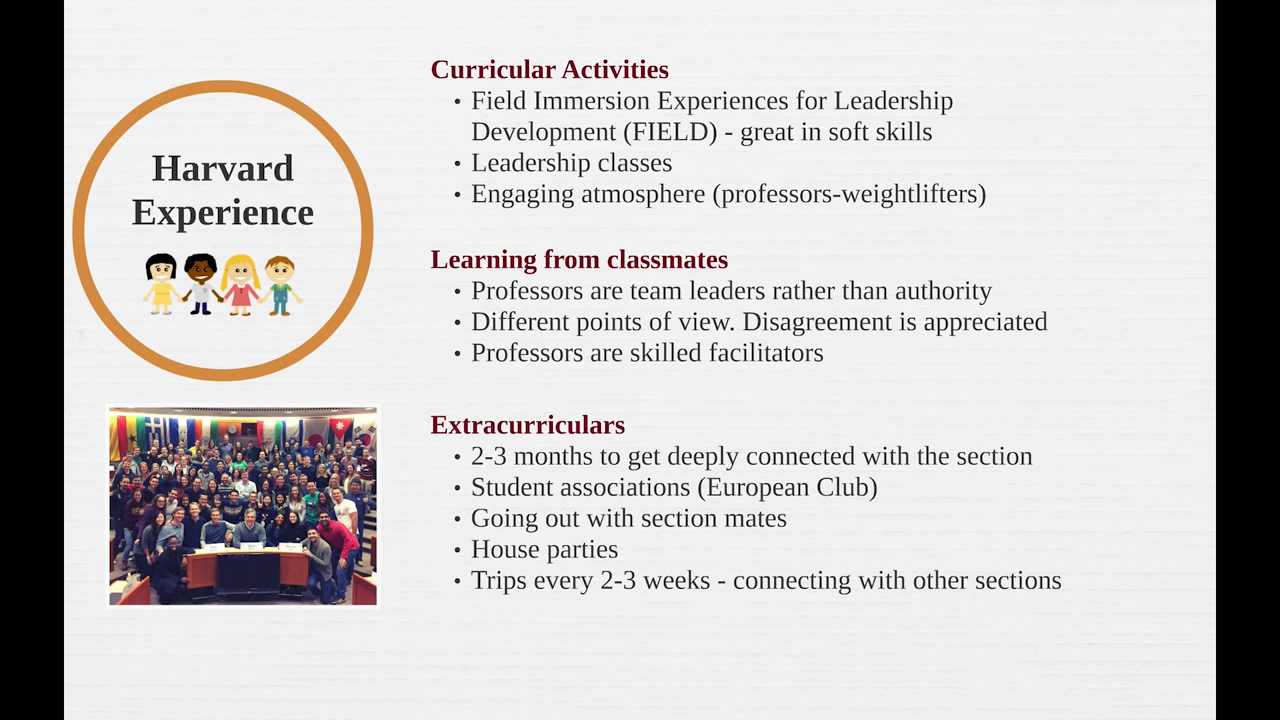 Harvard
Experience
Curricular Activities
• Field Immersion Experiences for Leadership
Development (FIELD) - great in soft skills
• Leadership classes
• Engaging atmosphere (professors-weightlifters)
Learning from classmates
• Professors are team leaders rather than authority
• Different points of view. Disagreement is appreciated
• Professors are skilled facilitators
Extracurriculars
• 2-3 months to get deeply connected with the section
• Student associations (European Club)
• Going out with section mates
• House parties
• Trips every 2-3 weeks - connecting with other sections